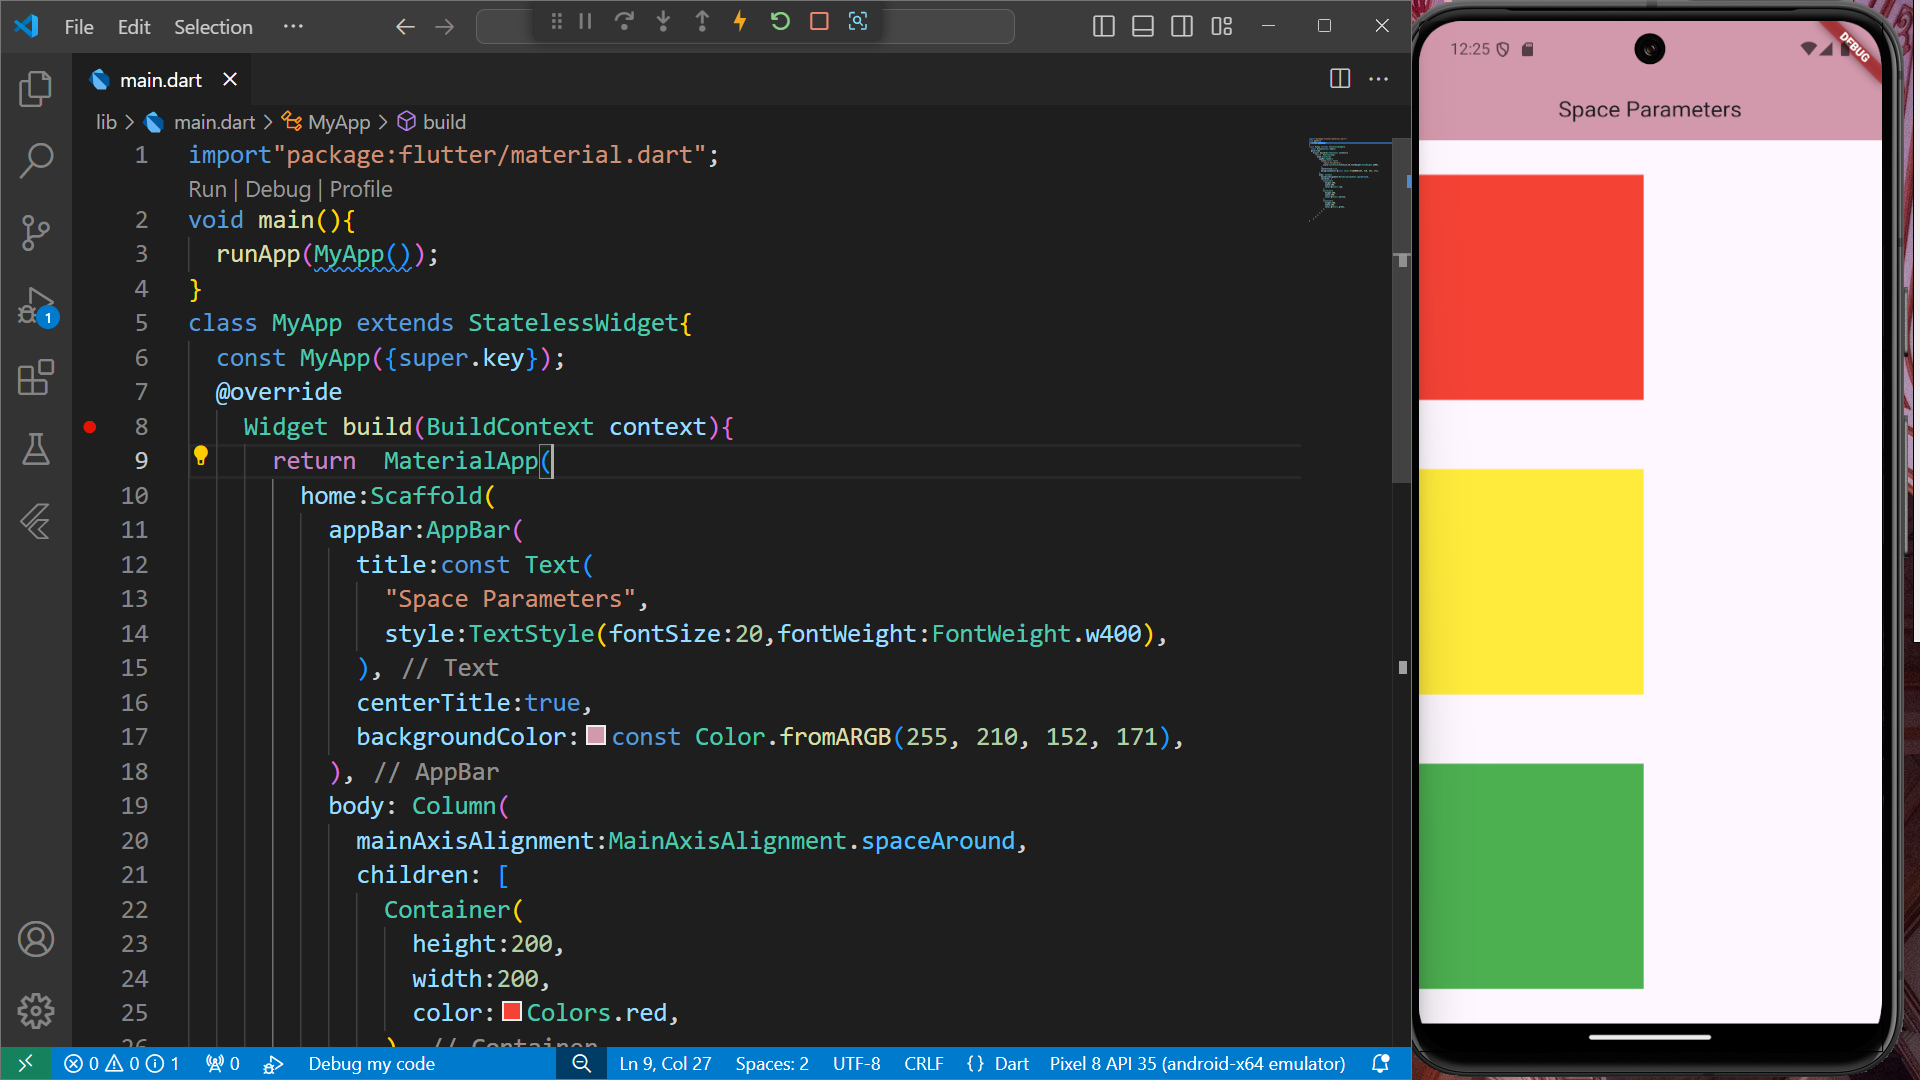 File Edit Selection ···
main.dart
lib > main.dart > MyApp > build
1 import"package:flutter/material.dart";
Run | Debug | Profile
2 void main(){
3 runApp(MyApp());
4 }
5 class MyApp extends StatelessWidget{
6 const MyApp({super.key});
7 @override
8 Widget build(BuildContext context){
9 return  MaterialApp(
10 home:Scaffold(
11 appBar:AppBar(
12 title:const Text(
13 "Space Parameters",
14 style:TextStyle(fontSize:20,fontWeight:FontWeight.w400),
15 ), // Text
16 centerTitle:true,
17 backgroundColor:const Color.fromARGB(255, 210, 152, 171),
18 ), // AppBar
19 body: Column(
20 mainAxisAlignment:MainAxisAlignment.spaceAround,
21 children: [
22 Container(
23 height:200,
24 width:200,
25 color:Colors.red,
26 ), // Container
1
0 0 1 0 Debug my code Ln 9, Col 27 Spaces: 2 UTF-8 CRLF {} Dart Pixel 8 API 35 (android-x64 emulator)
12:25
DEBUG
Space Parameters